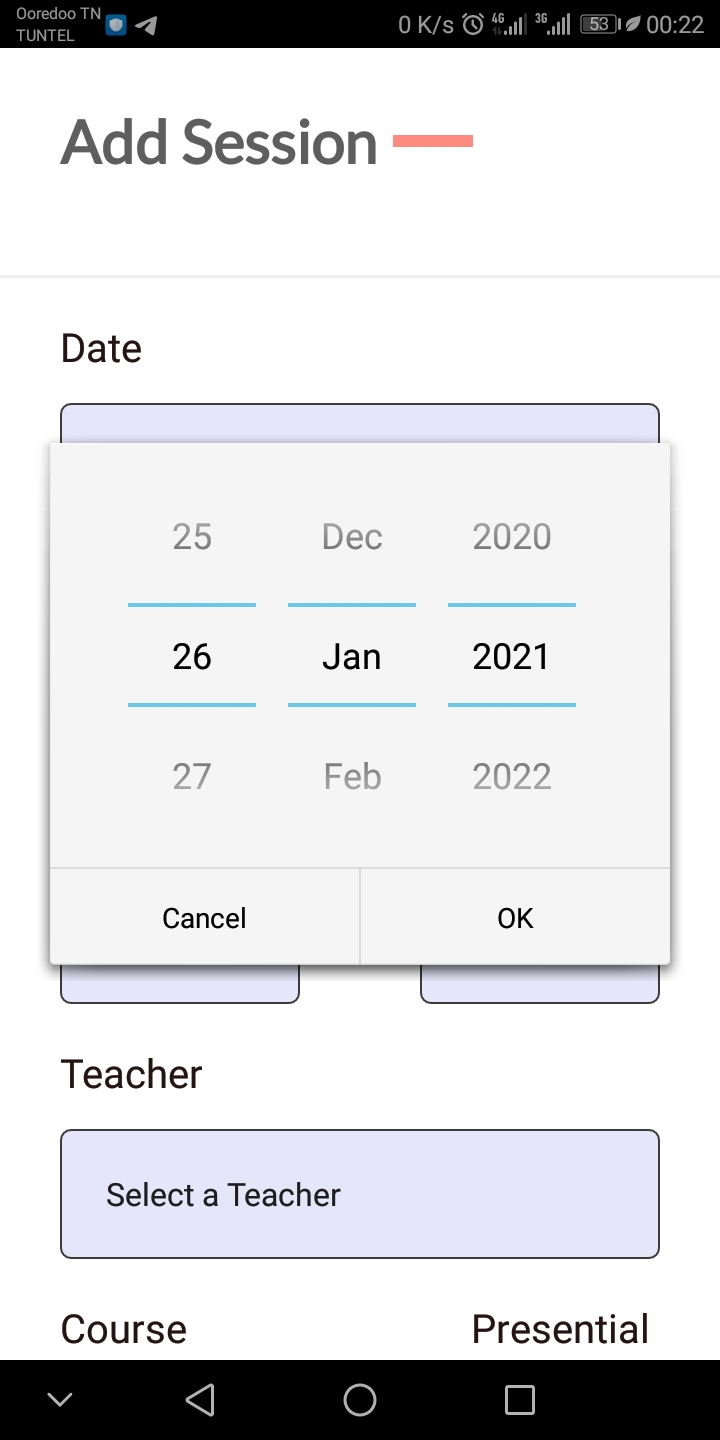 Ooredoo TN
TUNTEL
0 K/s 4G 3G 53 00:22
Add Session
Date
25 Dec 2020
26 Jan 2021
27 Feb 2022
Cancel OK
Teacher
Select a Teacher
Course Presential